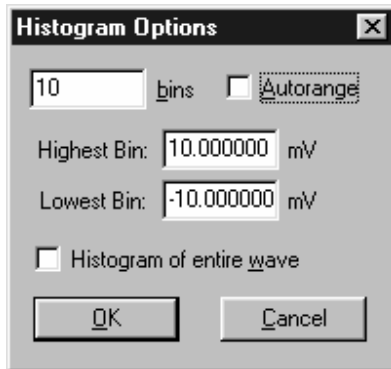 Histogram Options
10 bins Autorange
Highest Bin: 10.000000 mV
Lowest Bin: -10.000000 mV
Histogram of entire wave
OK Cancel